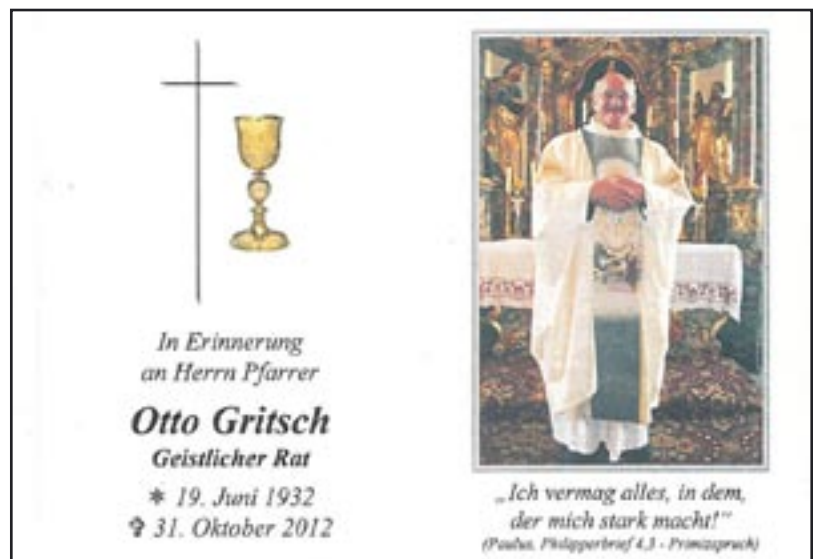 In Erinnerung
an Herrn Pfarrer
Otto Gritsch
Geistlicher Rat
* 19. Juni 1932
✞ 31. Oktober 2012
„Ich vermag alles, in dem,
der mich stark macht!“
(Paulus, Philipperbrief 4,3 - Primizspruch)